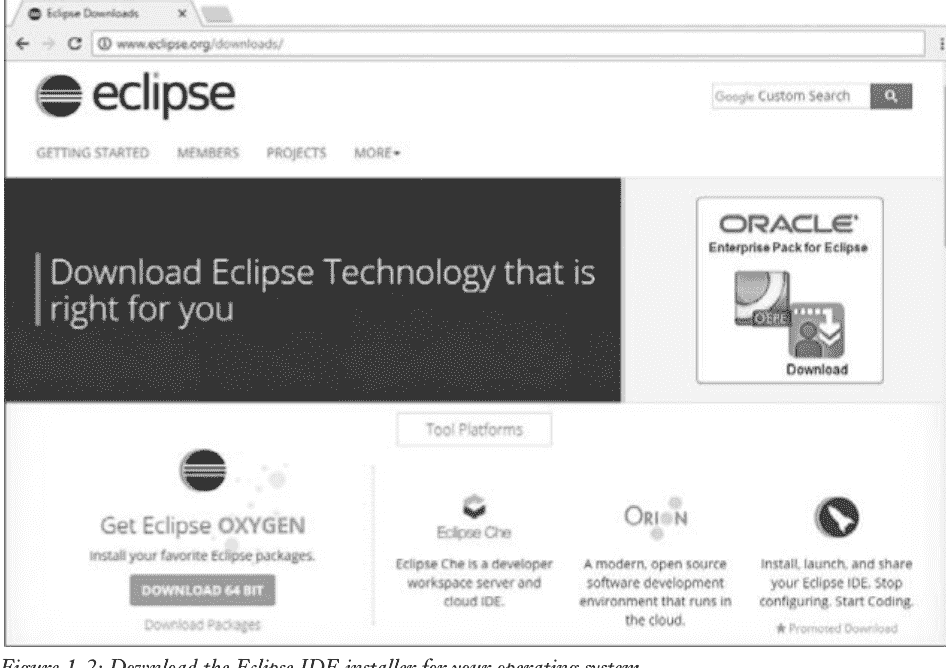 Eclipse Downloads
www.eclipse.org/downloads/
eclipse
Google Custom Search
GETTING STARTED MEMBERS PROJECTS MORE
ORACLE
Enterprise Pack for Eclipse
OEPE
Download
Download Eclipse Technology that is
right for you
Tool Platforms
Get Eclipse OXYGEN
Install your favorite Eclipse packages.
DOWNLOAD 64 BIT
Download Packages
Eclipse Che
Eclipse Che is a developer
workspace server and
cloud IDE.
ORION
A modern, open source
software development
environment that runs in
the cloud.
Install, launch, and share
your Eclipse IDE. Stop
configuring. Start Coding.
Promoted Download
Figure 1-2: Download the Eclipse IDE installer for your operating system